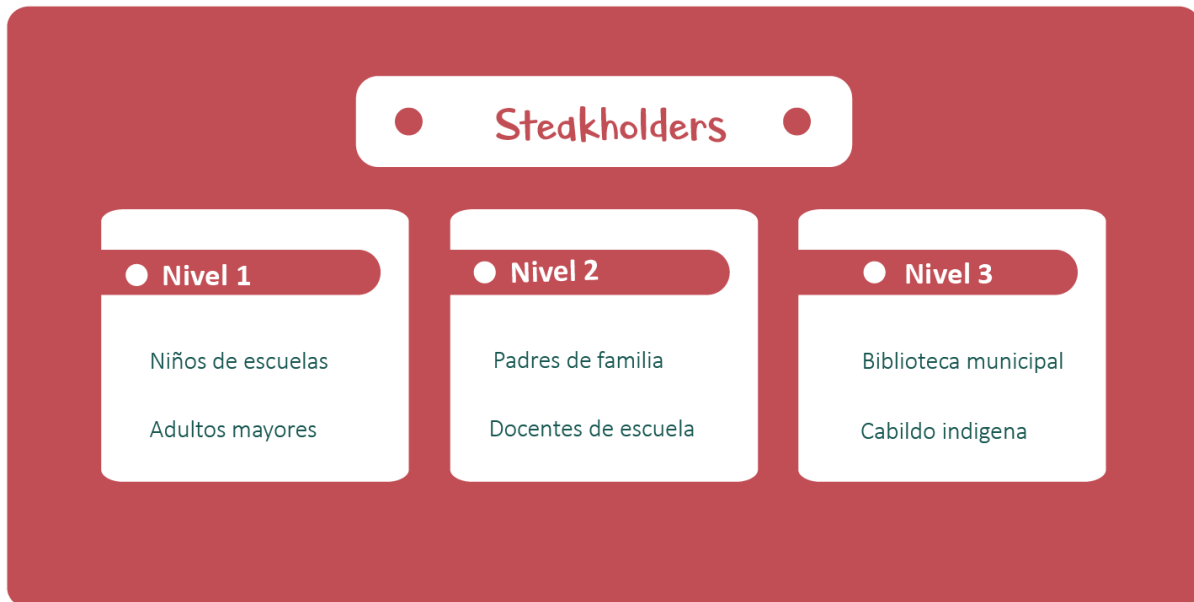 Steakholders
Nivel 1
Niños de escuelas
Adultos mayores
Nivel 2
Padres de familia
Docentes de escuela
Nivel 3
Biblioteca municipal
Cabildo indigena